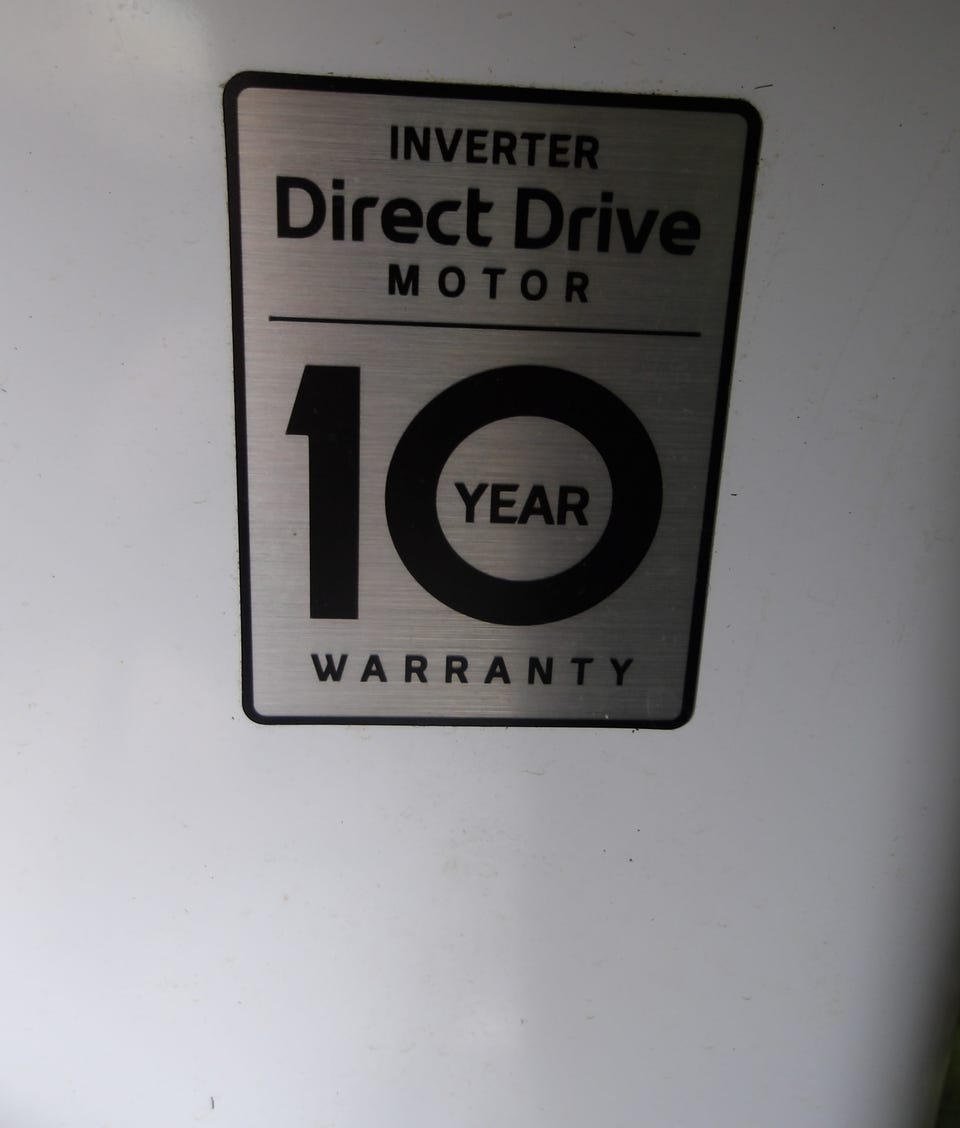 INVERTER
Direct Drive
MOTOR
10
YEAR
WARRANTY